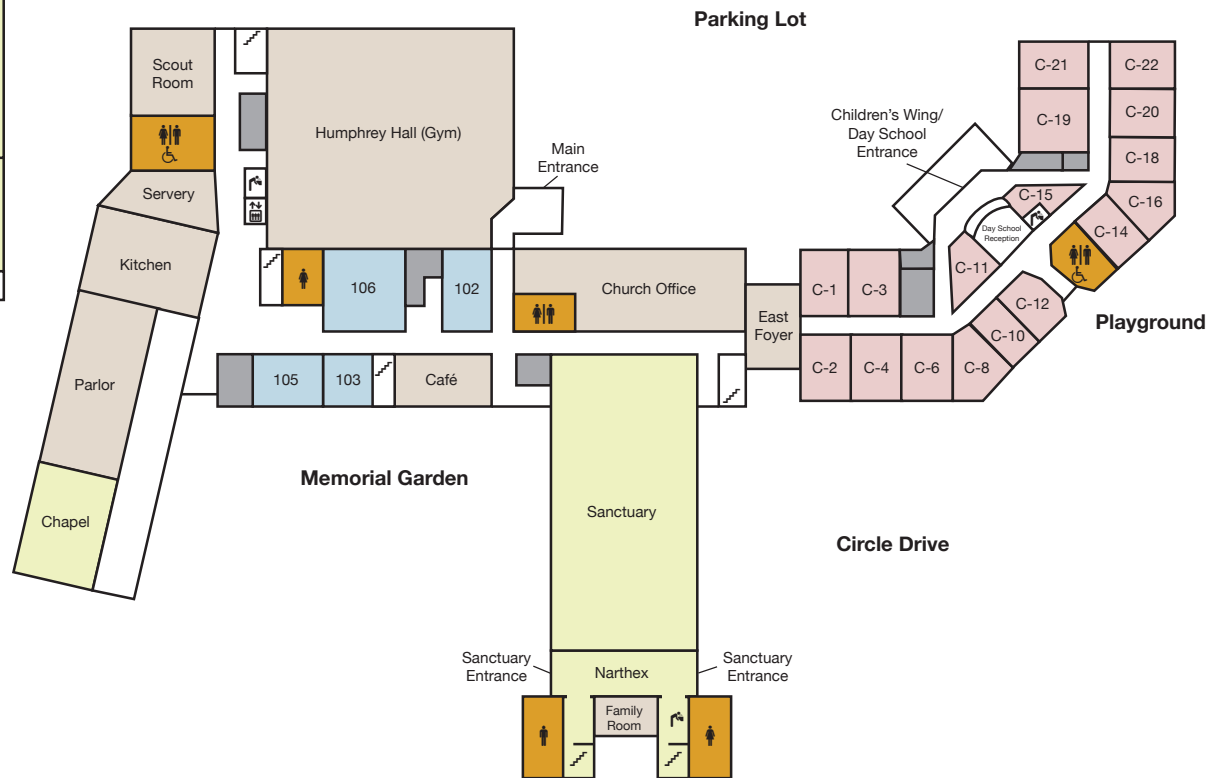 Parking Lot
Scout
Room
Humphrey Hall (Gym)
Main
Entrance
Children's Wing/
Day School
Entrance
C-21
C-22
C-19
C-20
C-18
C-15
C-16
Servery
Day School
Reception
C-14
Kitchen
106
102
Church Office
C-1
C-3
C-11
C-12
East
Foyer
C-10
Playground
Parlor
105
103
Café
C-2
C-4
C-6
C-8
Memorial Garden
Chapel
Sanctuary
Circle Drive
Sanctuary
Entrance
Narthex
Sanctuary
Entrance
Family
Room